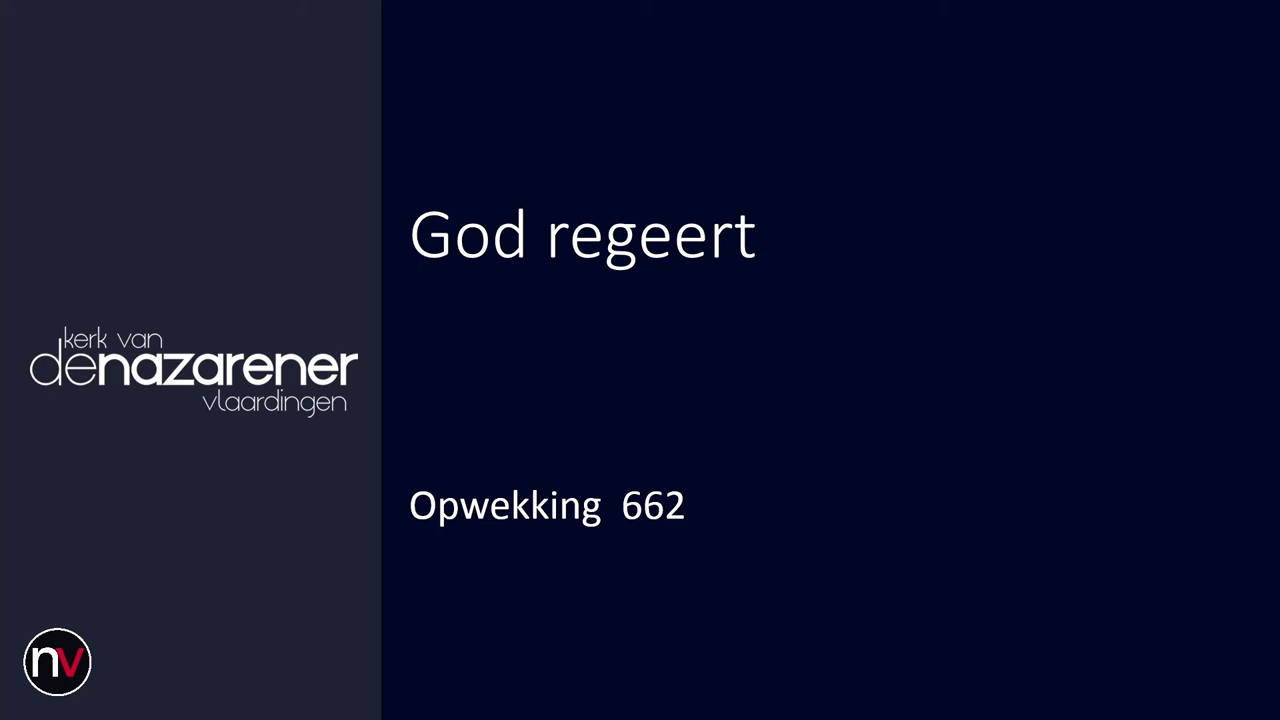 God regeert
kerk van
denazarener
vlaardingen
Opwekking 662
nv